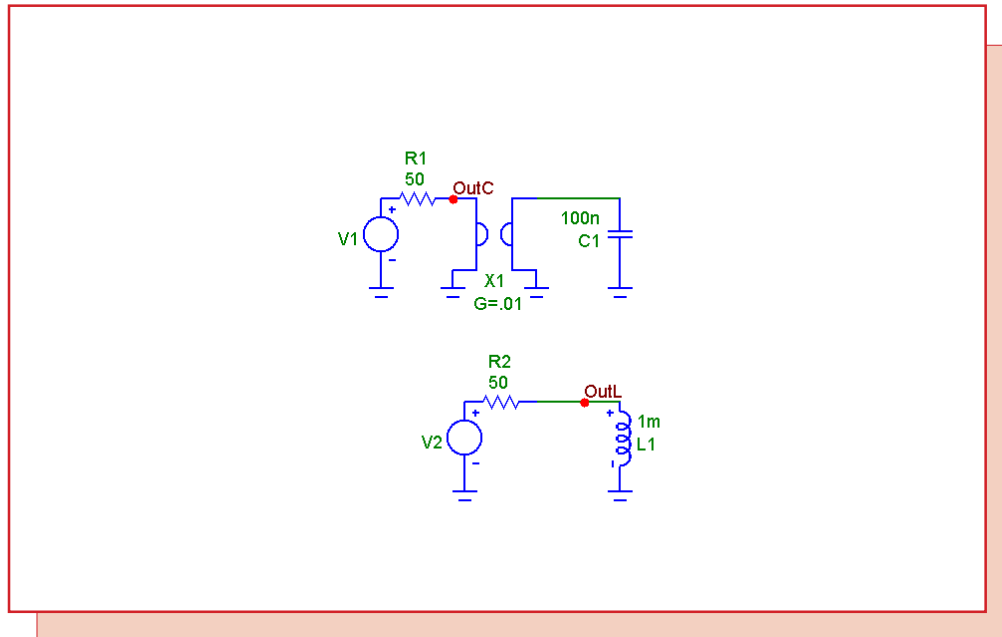 R1
50
OutC
+
V1
-
100n
C1
X1
G=.01
R2
50
OutL
+
+
1m
V2
L1
-
-